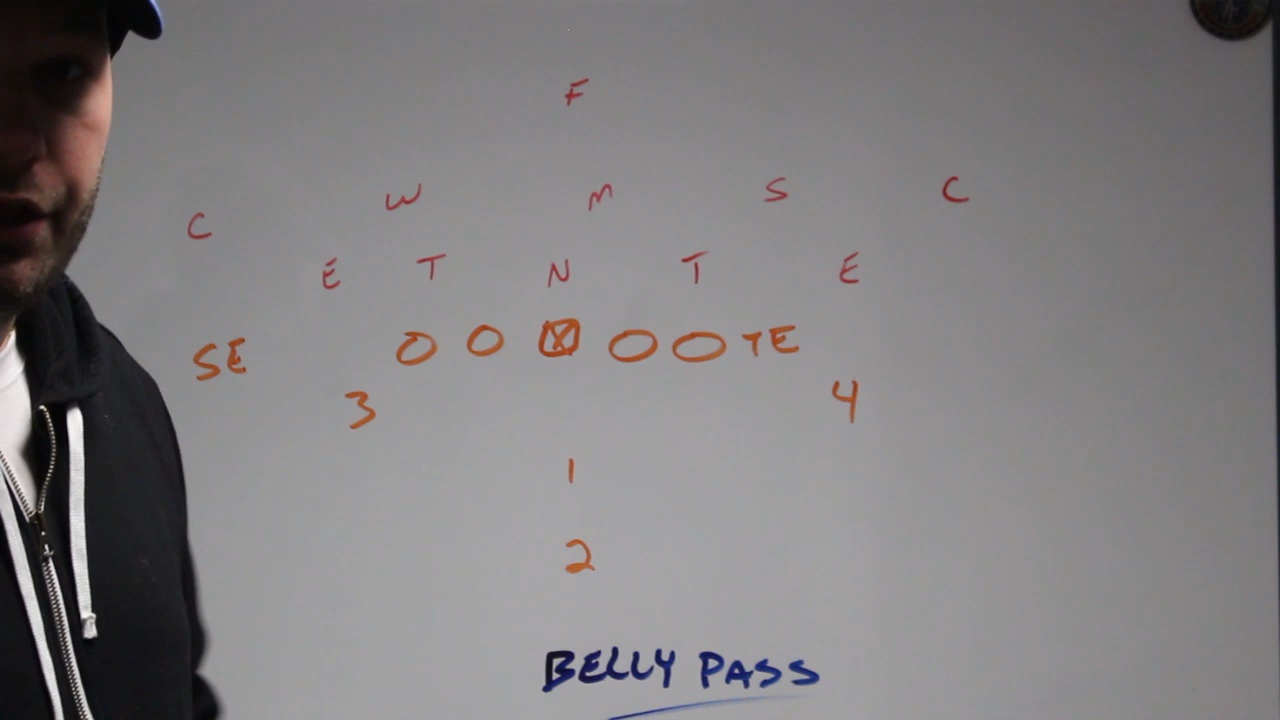 F
C W M S C
E T N T E
SE O O X O O TE
3 4
1
2
BELLY PASS